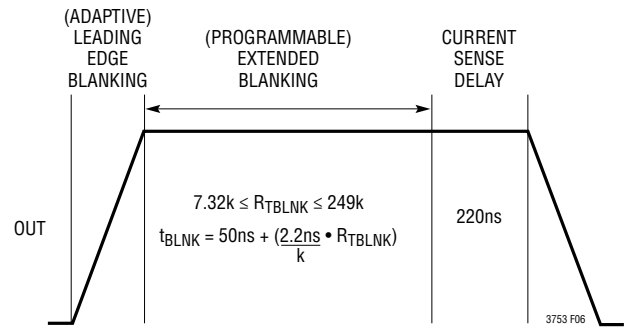 (ADAPTIVE)
LEADING
EDGE
BLANKING
(PROGRAMMABLE)
EXTENDED
BLANKING
CURRENT
SENSE
DELAY
OUT
7.32k ≤ RTBLNK ≤ 249k
tBLNK = 50ns + (2.2ns/k • RTBLNK)
220ns
3753 F06